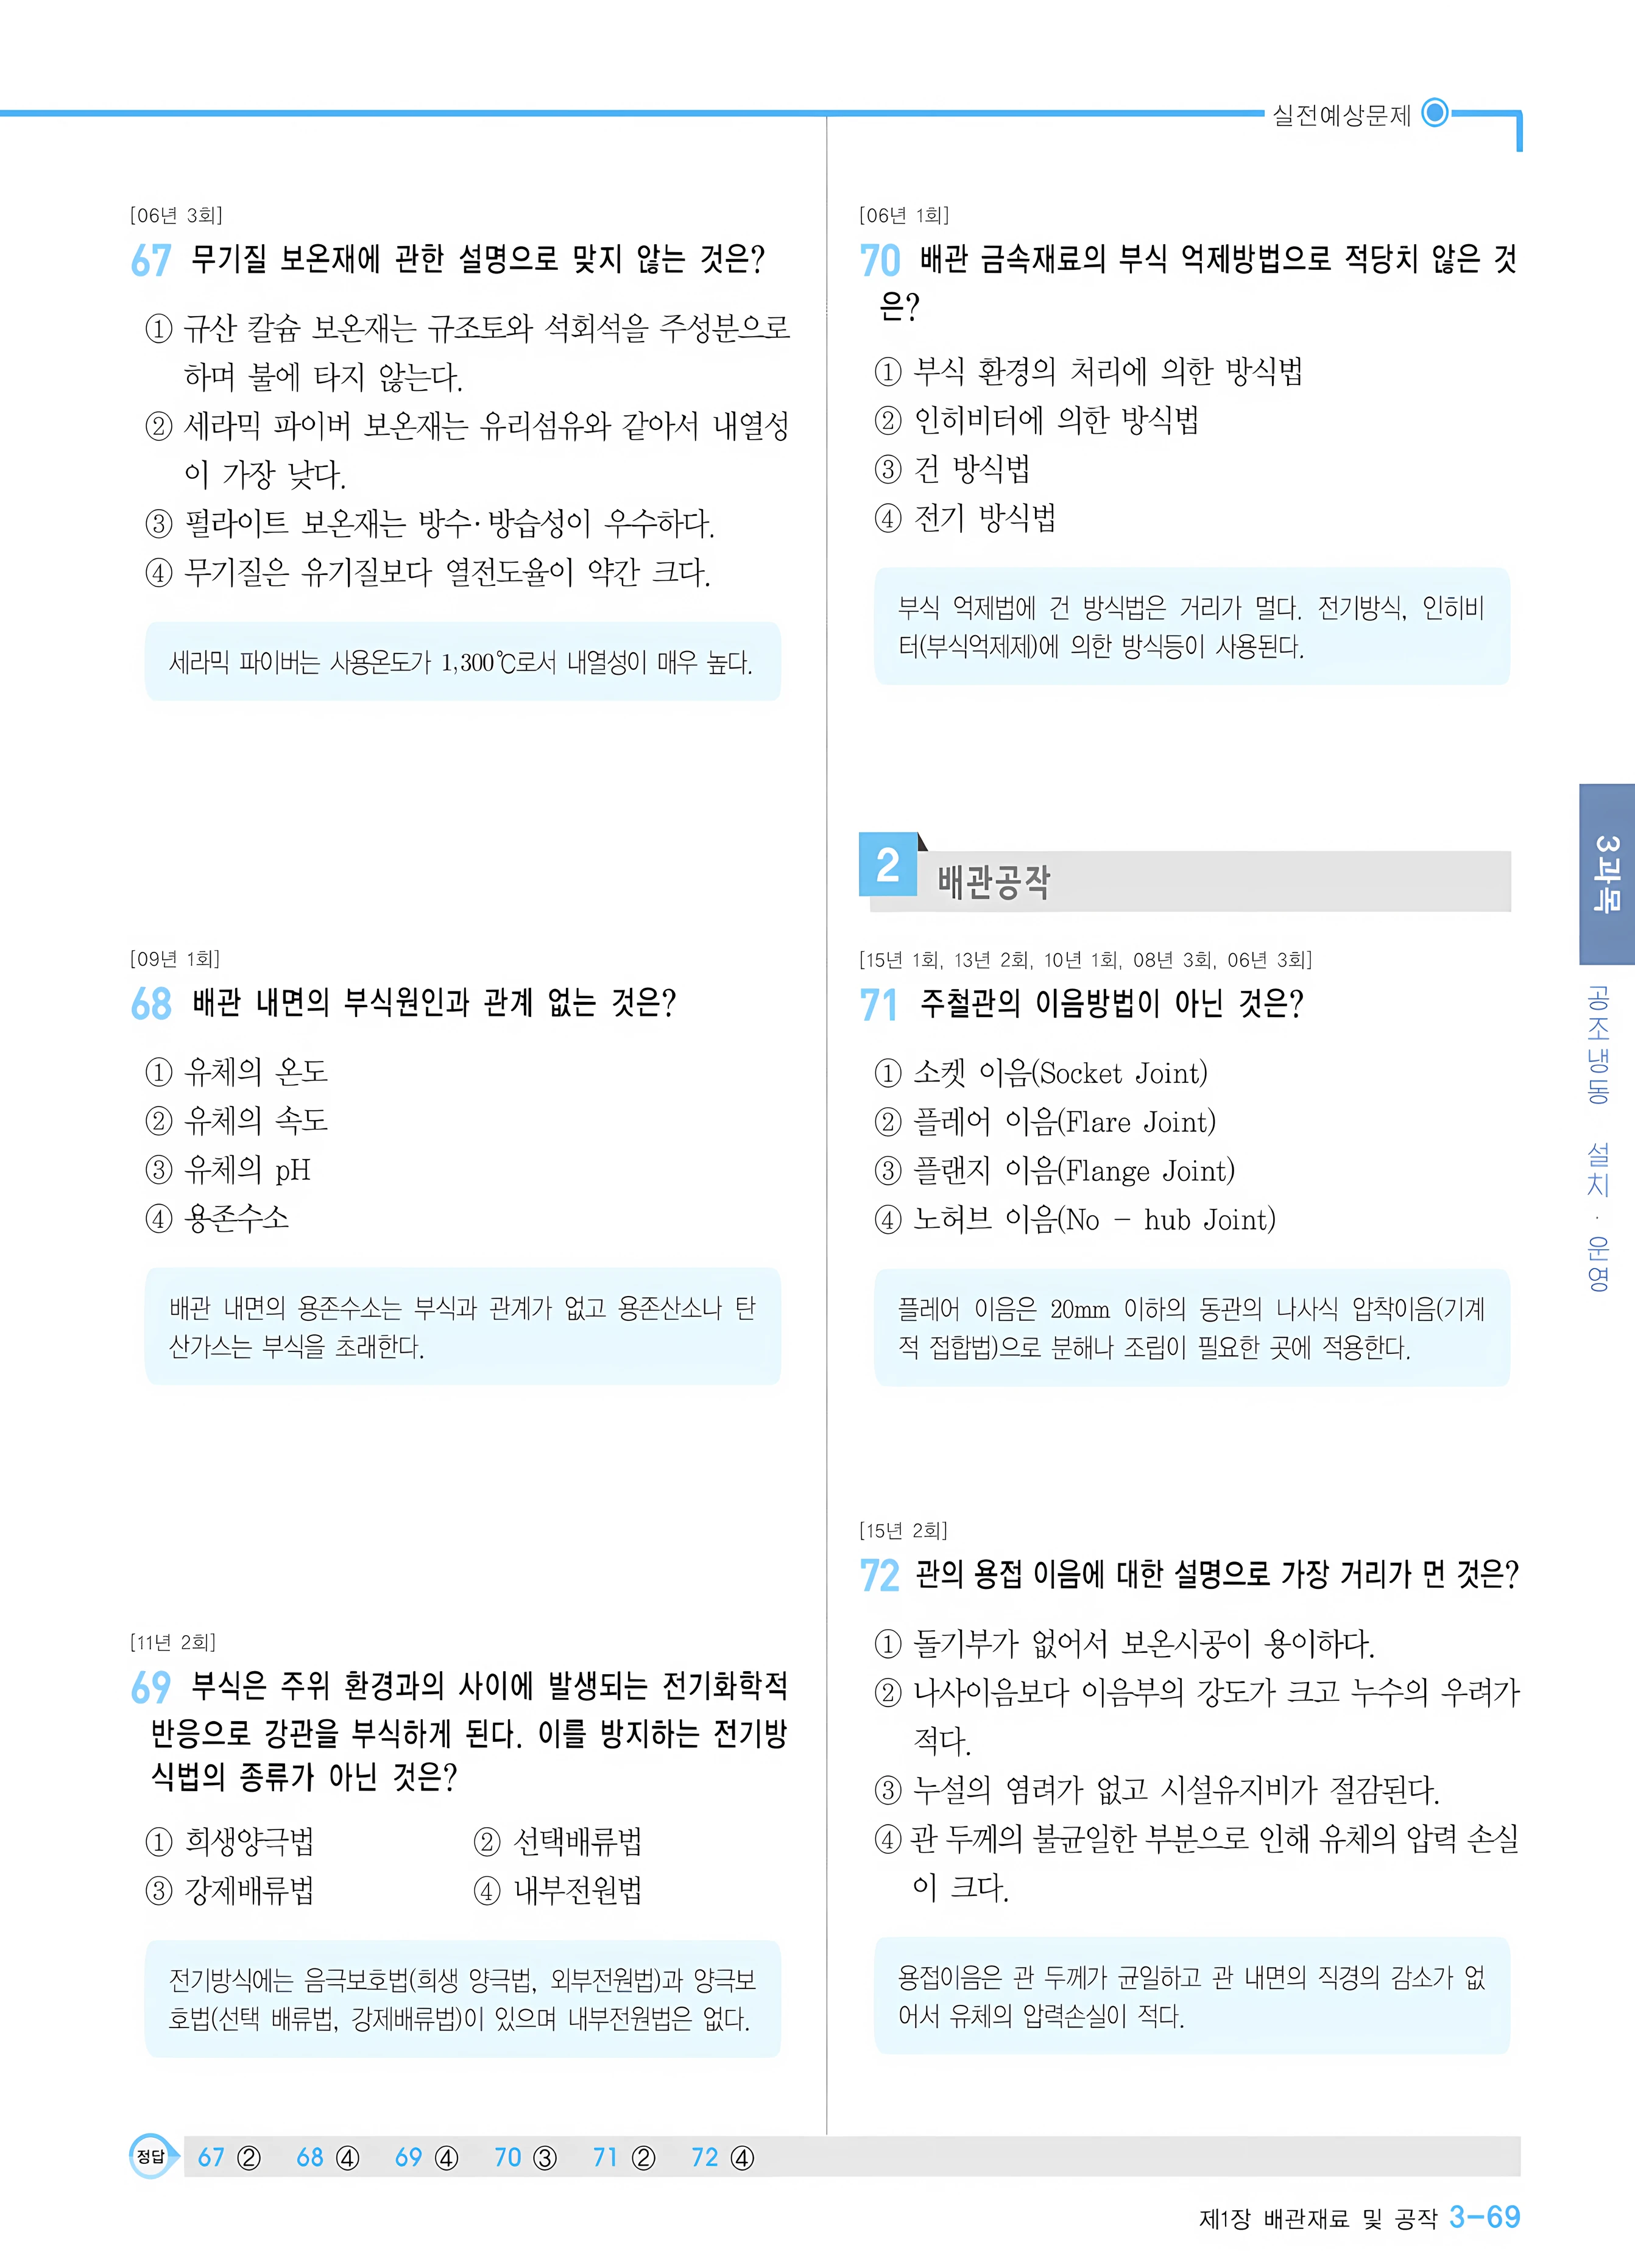 실전예상문제
[06년 3회]
67 무기질 보온재에 관한 설명으로 맞지 않는 것은?
① 규산 칼슘 보온재는 규조토와 석회석을 주성분으로
하며 불에 타지 않는다.
② 세라믹 파이버 보온재는 유리섬유와 같아서 내열성
이 가장 낮다.
③ 펄라이트 보온재는 방수·방습성이 우수하다.
④ 무기질은 유기질보다 열전도율이 약간 크다.
세라믹 파이버는 사용온도가 1,300℃로서 내열성이 매우 높다.
[09년 1회]
68 배관 내면의 부식원인과 관계 없는 것은?
① 유체의 온도
② 유체의 속도
③ 유체의 pH
④ 용존수소
배관 내면의 용존수소는 부식과 관계가 없고 용존산소나 탄
산가스는 부식을 초래한다.
[11년 2회]
69 부식은 주위 환경과의 사이에 발생되는 전기화학적
반응으로 강관을 부식하게 된다. 이를 방지하는 전기방
식법의 종류가 아닌 것은?
① 희생양극법 ② 선택배류법
③ 강제배류법 ④ 내부전원법
전기방식에는 음극보호법(희생 양극법, 외부전원법)과 양극보
호법(선택 배류법, 강제배류법)이 있으며 내부전원법은 없다.
[06년 1회]
70 배관 금속재료의 부식 억제방법으로 적당치 않은 것
은?
① 부식 환경의 처리에 의한 방식법
② 인히비터에 의한 방식법
③ 건 방식법
④ 전기 방식법
부식 억제법에 건 방식법은 거리가 멀다. 전기방식, 인히비
터(부식억제제)에 의한 방식등이 사용된다.
2 배관공작
[15년 1회, 13년 2회, 10년 1회, 08년 3회, 06년 3회]
71 주철관의 이음방법이 아닌 것은?
① 소켓 이음(Socket Joint)
② 플레어 이음(Flare Joint)
③ 플랜지 이음(Flange Joint)
④ 노허브 이음(No - hub Joint)
플레어 이음은 20mm 이하의 동관의 나사식 압착이음(기계
적 접합법)으로 분해나 조립이 필요한 곳에 적용한다.
[15년 2회]
72 관의 용접 이음에 대한 설명으로 가장 거리가 먼 것은?
① 돌기부가 없어서 보온시공이 용이하다.
② 나사이음보다 이음부의 강도가 크고 누수의 우려가
적다.
③ 누설의 염려가 없고 시설유지비가 절감된다.
④ 관 두께의 불균일한 부분으로 인해 유체의 압력 손실
이 크다.
용접이음은 관 두께가 균일하고 관 내면의 직경의 감소가 없
어서 유체의 압력손실이 적다.
3과목
공조냉동 설치·운영
정답 67 ② 68 ④ 69 ④ 70 ③ 71 ② 72 ④
제1장 배관재료 및 공작 3-69